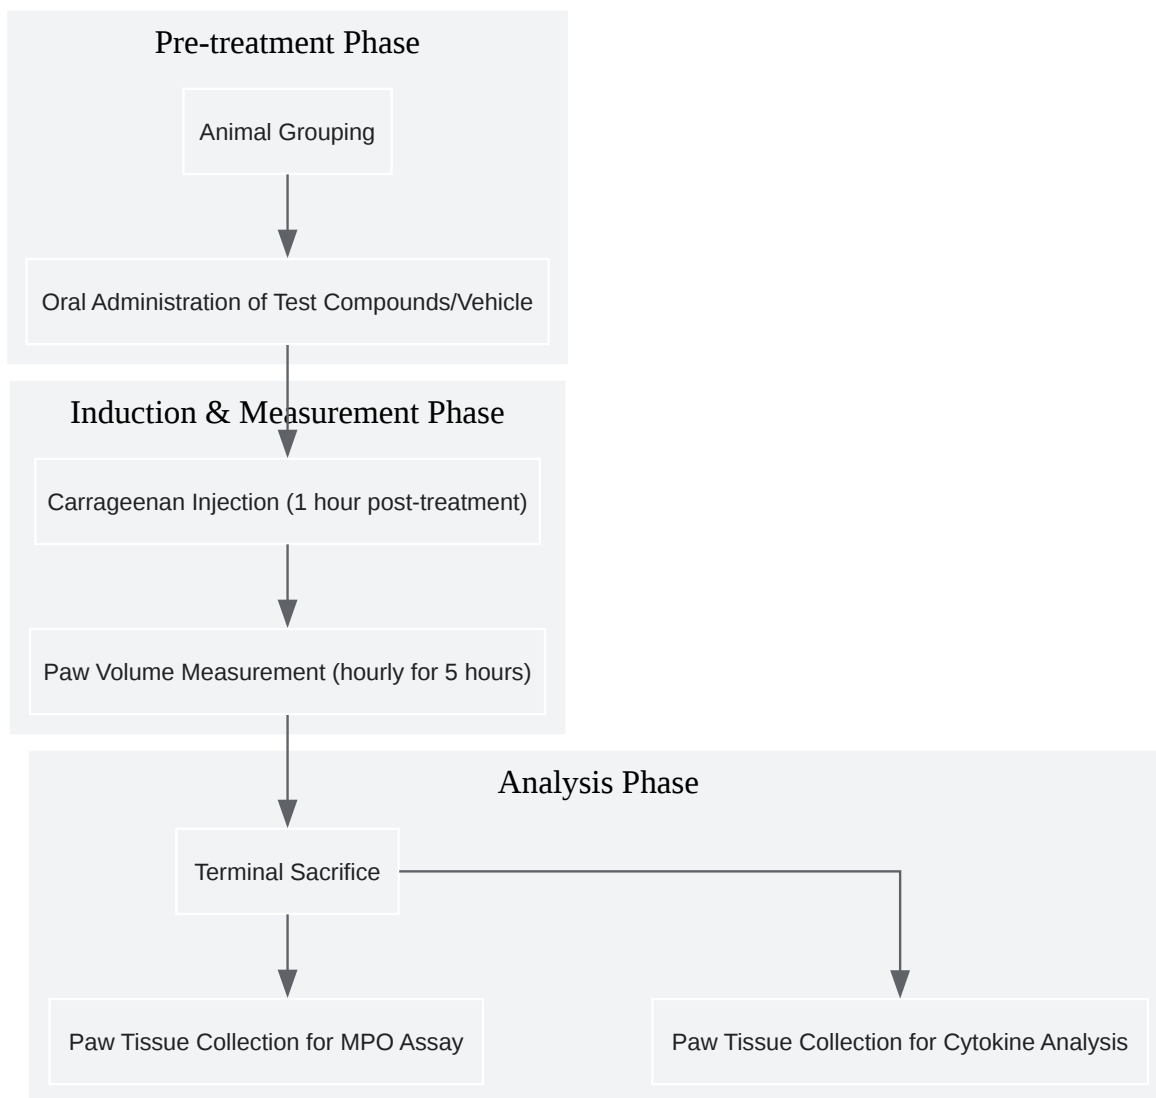 Pre-treatment Phase
Animal Grouping
Oral Administration of Test Compounds/Vehicle
Induction & Measurement Phase
Carrageenan Injection (1 hour post-treatment)
Paw Volume Measurement (hourly for 5 hours)
Analysis Phase
Terminal Sacrifice
Paw Tissue Collection for MPO Assay
Paw Tissue Collection for Cytokine Analysis